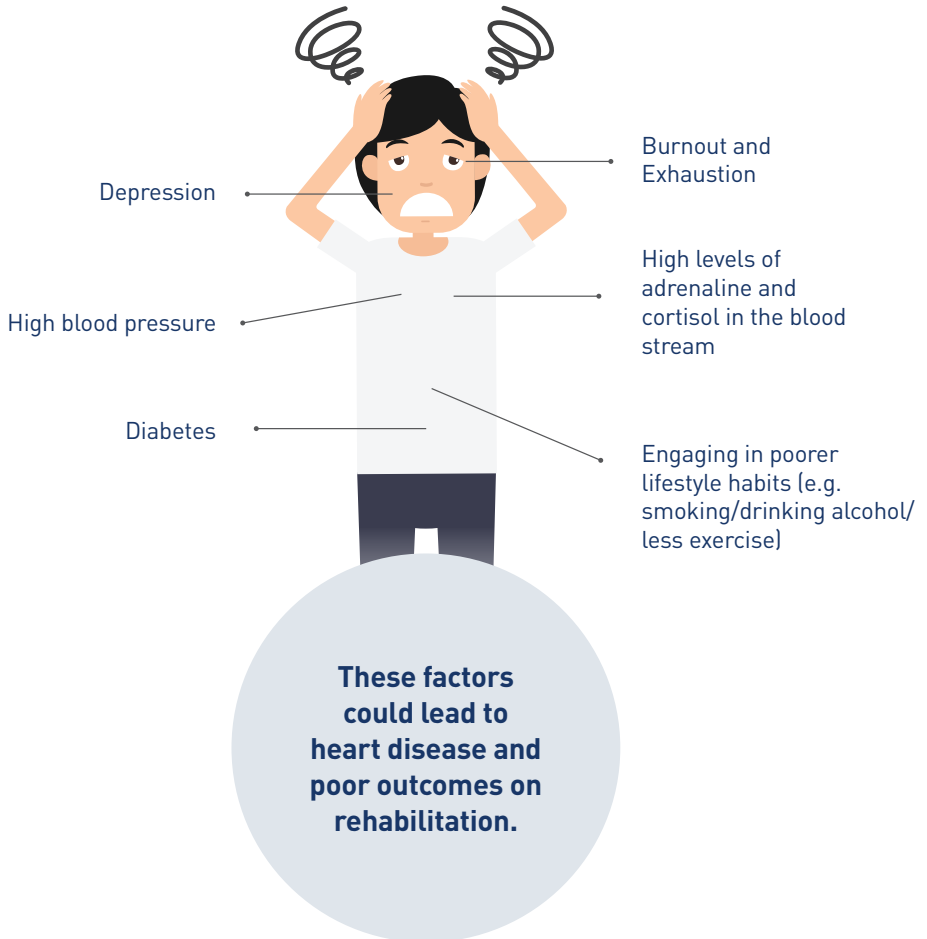 Depression
High blood pressure
Diabetes
Burnout and
Exhaustion
High levels of
adrenaline and
cortisol in the blood
stream
Engaging in poorer
lifestyle habits (e.g.
smoking/drinking alcohol/
less exercise)
These factors
could lead to
heart disease and
poor outcomes on
rehabilitation.